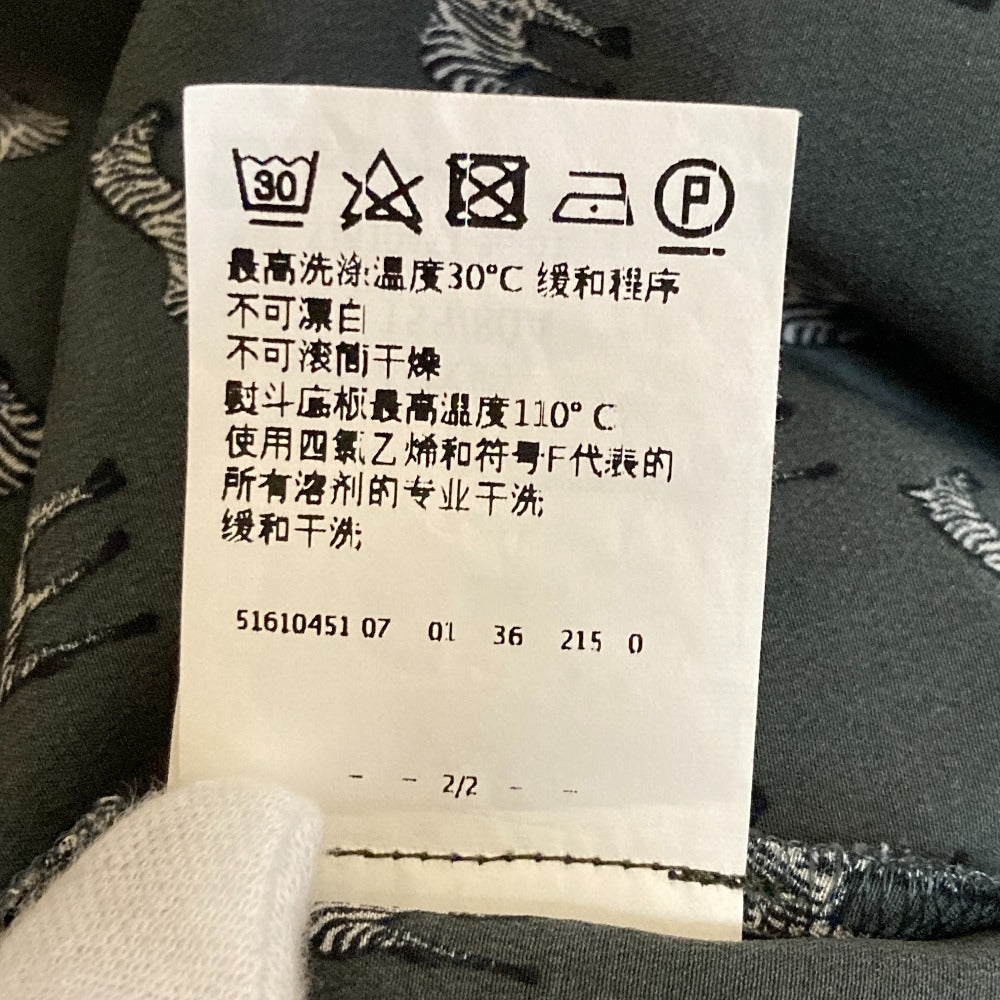 30
P
最高洗涤温度30°C 缓和程序
不可漂白
不可滚筒干燥
熨斗底板最高温度110° C
使用四氯乙烯和符号F代表的
所有溶剂的专业干洗;
缓和干洗;
51610451 07 01 36 215 0
- - 2/2 - -